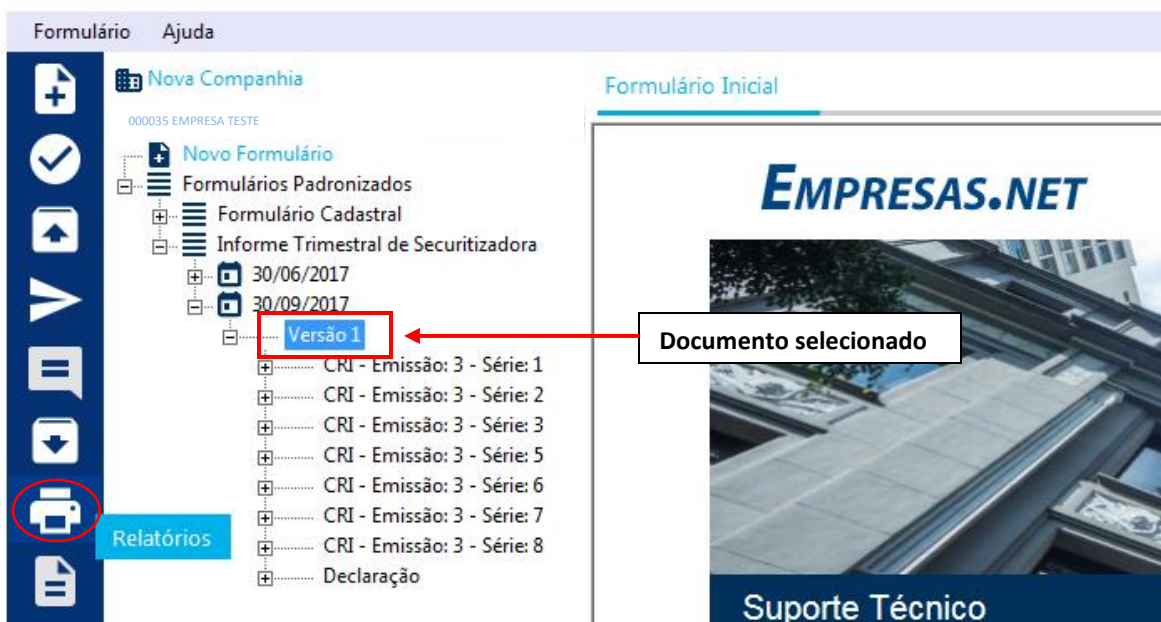 Formulário Ajuda
Nova Companhia
000035 EMPRESA TESTE
Novo Formulário
Formulários Padronizados
Formulário Cadastral
Informe Trimestral de Securitizadora
30/06/2017
30/09/2017
Versão 1
CRI - Emissão: 3 - Série: 1
CRI - Emissão: 3 - Série: 2
CRI - Emissão: 3 - Série: 3
CRI - Emissão: 3 - Série: 5
CRI - Emissão: 3 - Série: 6
CRI - Emissão: 3 - Série: 7
CRI - Emissão: 3 - Série: 8
Declaração
Relatórios
Formulário Inicial
EMPRESAS.NET
Documento selecionado
Suporte Técnico